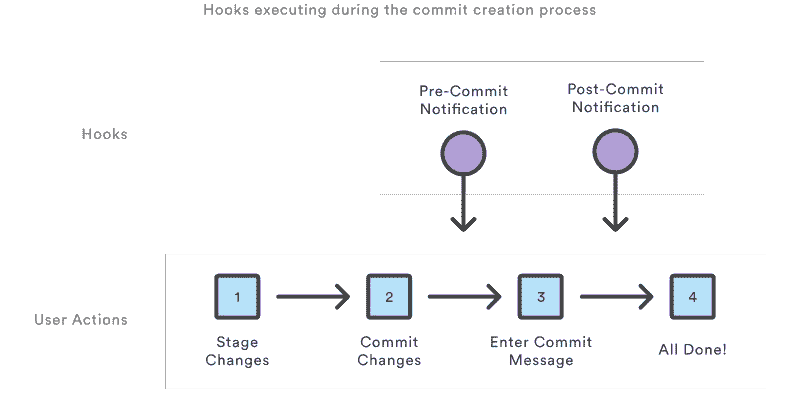 Hooks executing during the commit creation process
Pre-Commit
Notification
Post-Commit
Notification
Hooks
1
2
3
4
User Actions
Stage
Changes
Commit
Changes
Enter Commit
Message
All Done!